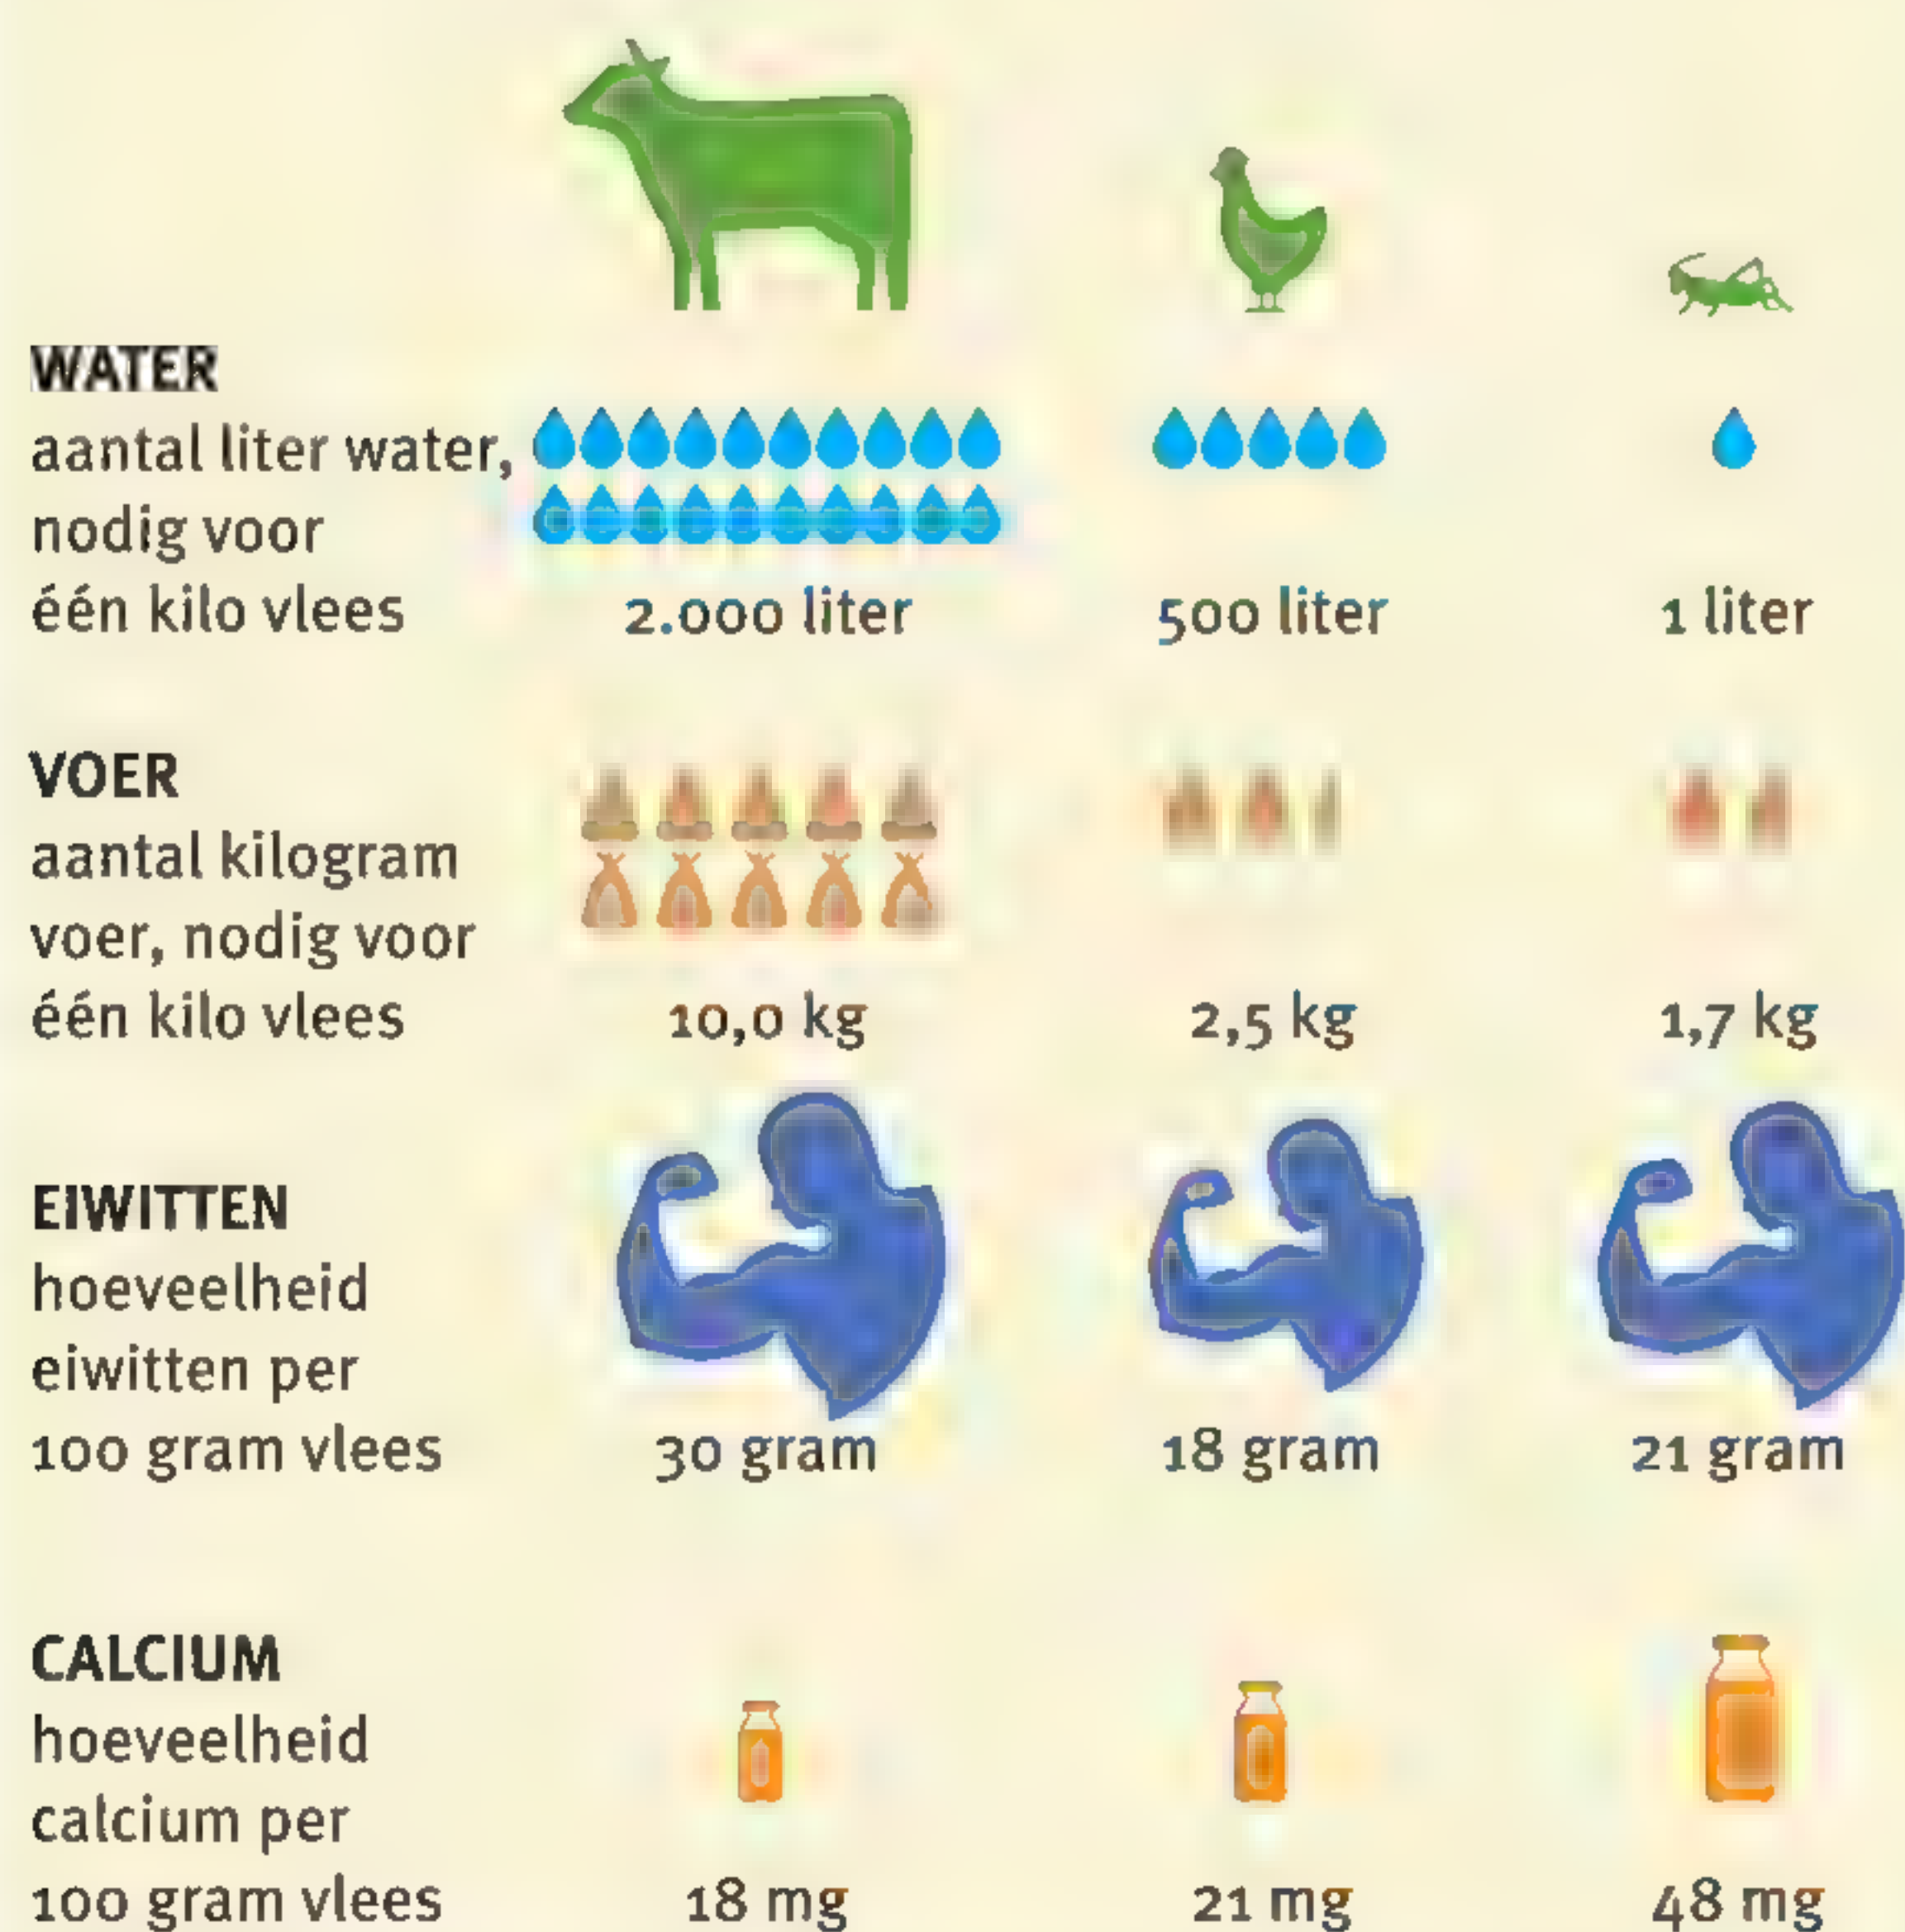 WATER
aantal liter water,
nodig voor
één kilo vlees
2.000 liter
500 liter
1 liter
VOER
aantal kilogram
voer, nodig voor
één kilo vlees
10,0 kg
2,5 kg
1,7 kg
EIWITTEN
hoeveelheid
eiwitten per
100 gram vlees
30 gram
18 gram
21 gram
CALCIUM
hoeveelheid
calcium per
100 gram vlees
18 mg
21 mg
48 mg